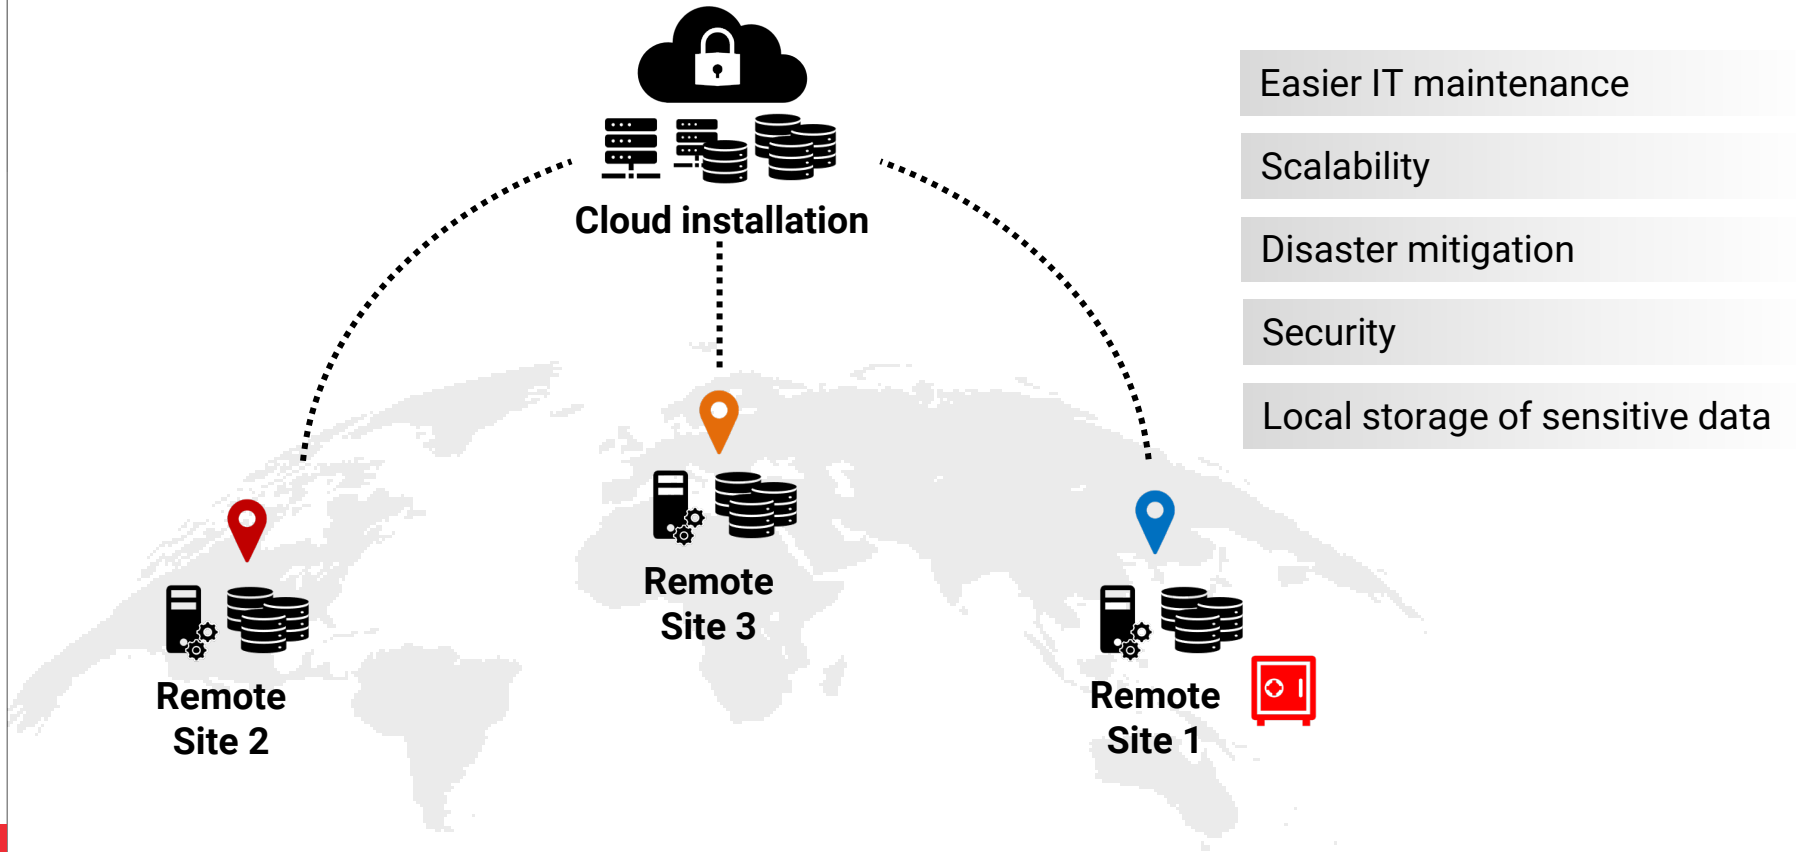 Cloud installation
Easier IT maintenance
Scalability
Disaster mitigation
Security
Local storage of sensitive data
Remote
Site 3
Remote
Site 2
Remote
Site 1